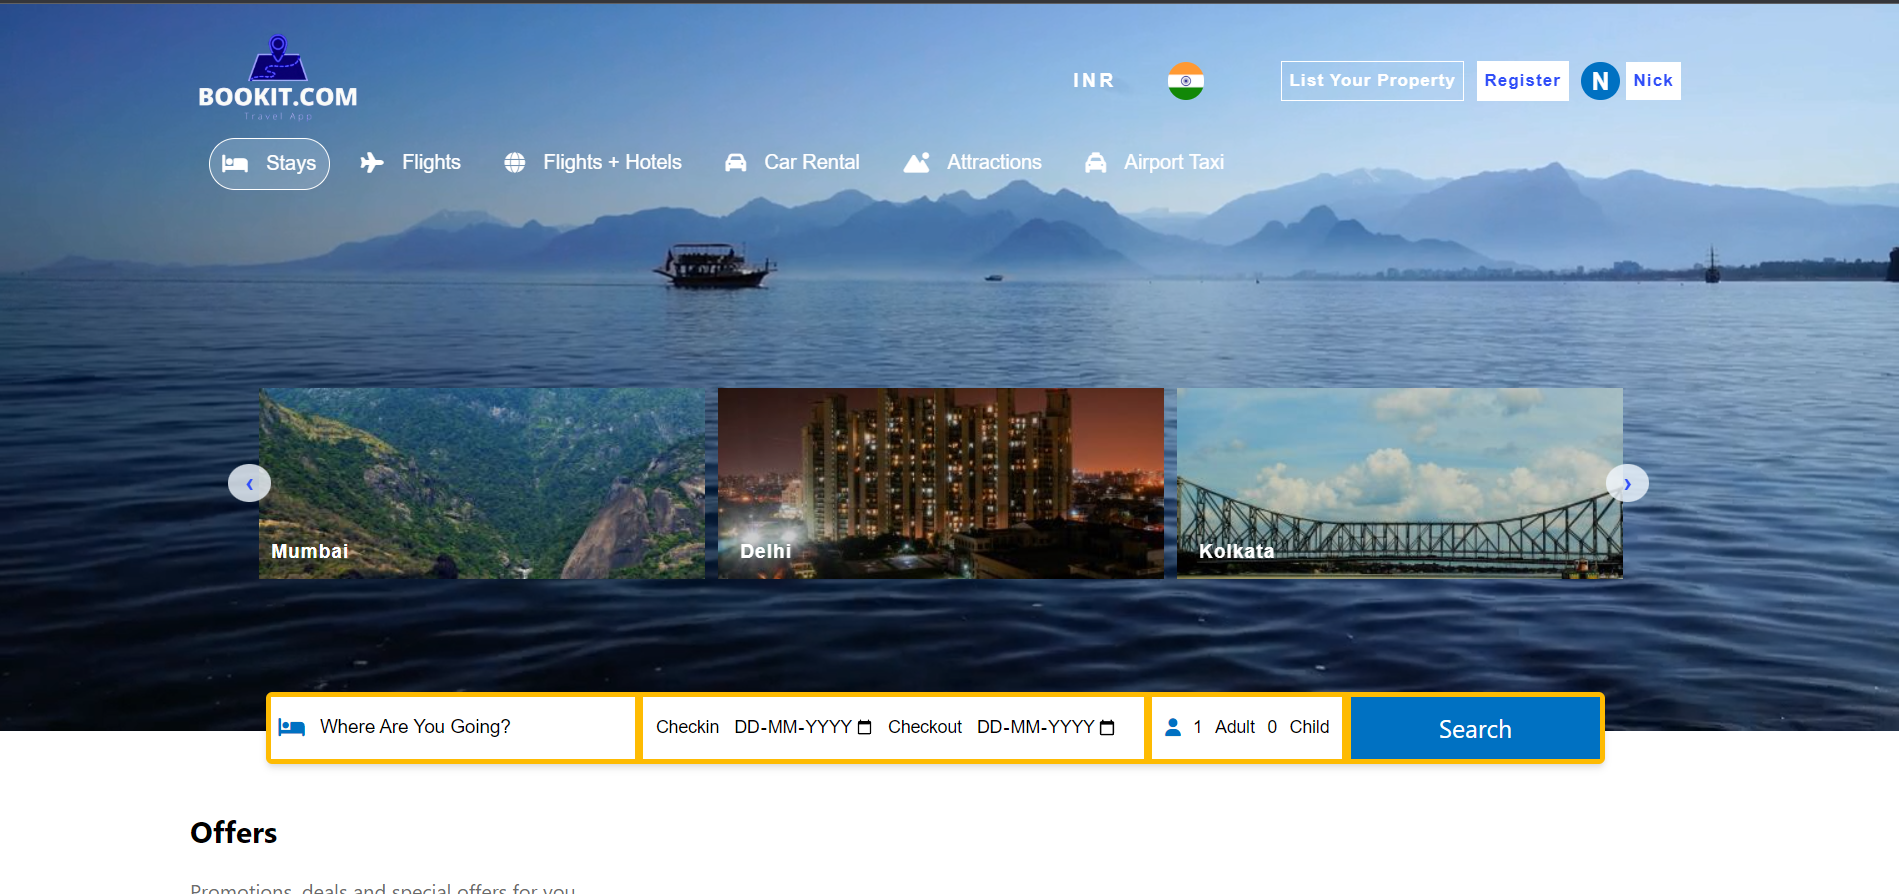 BOOKIT.COM
Travel App
INR
List Your Property
Register
N
Nick
Stays
Flights
Flights + Hotels
Car Rental
Attractions
Airport Taxi
Mumbai
Delhi
Kolkata
Where Are You Going?
Checkin DD-MM-YYYY Checkout DD-MM-YYYY
1 Adult 0 Child
Search
Offers
Promotions, deals and special offers for you